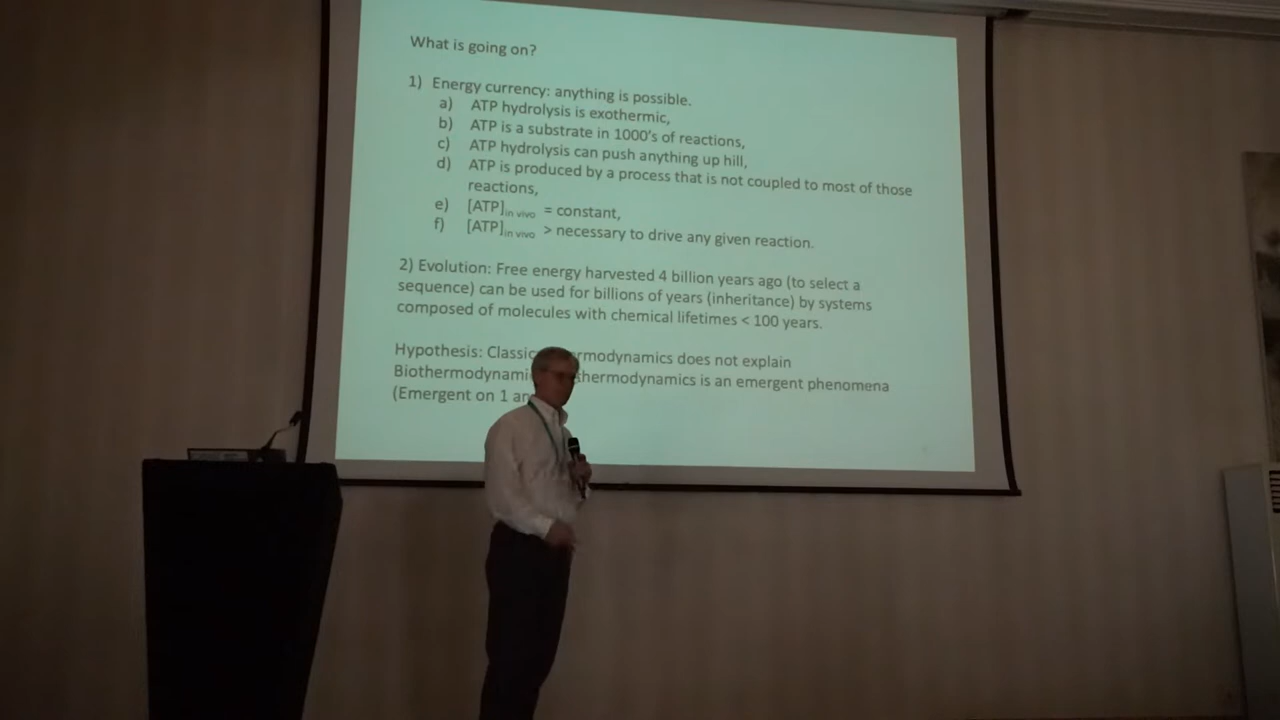 What is going on?
1) Energy currency: anything is possible.
a) ATP hydrolysis is exothermic,
b) ATP is a substrate in 1000's of reactions,
c) ATP hydrolysis can push anything up hill,
d) ATP is produced by a process that is not coupled to most of those
reactions,
e) [ATP]in vivo = constant,
f) [ATP]in vivo > necessary to drive any given reaction.
2) Evolution: Free energy harvested 4 billion years ago (to select a
sequence) can be used for billions of years (inheritance) by systems
composed of molecules with chemical lifetimes < 100 years.
Hypothesis: Classic rmodynamics does not explain
Biothermodynami hermodynamics is an emergent phenomena
(Emergent on 1 an